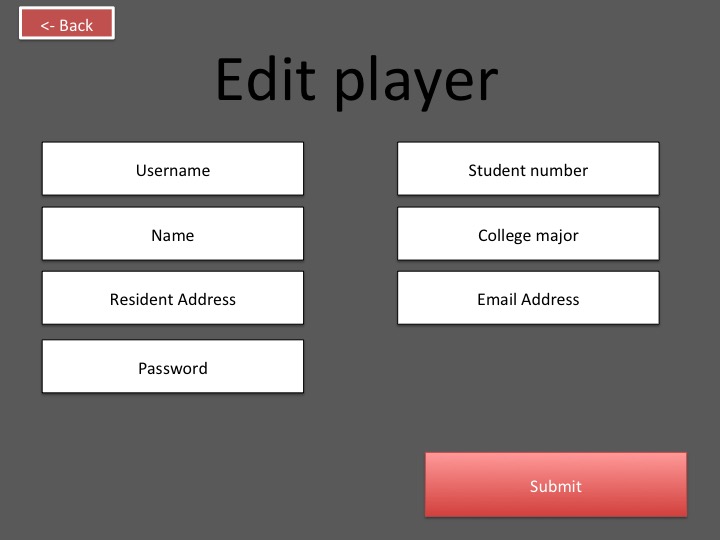 <- Back
Edit player
Username
Student number
Name
College major
Resident Address
Email Address
Password
Submit